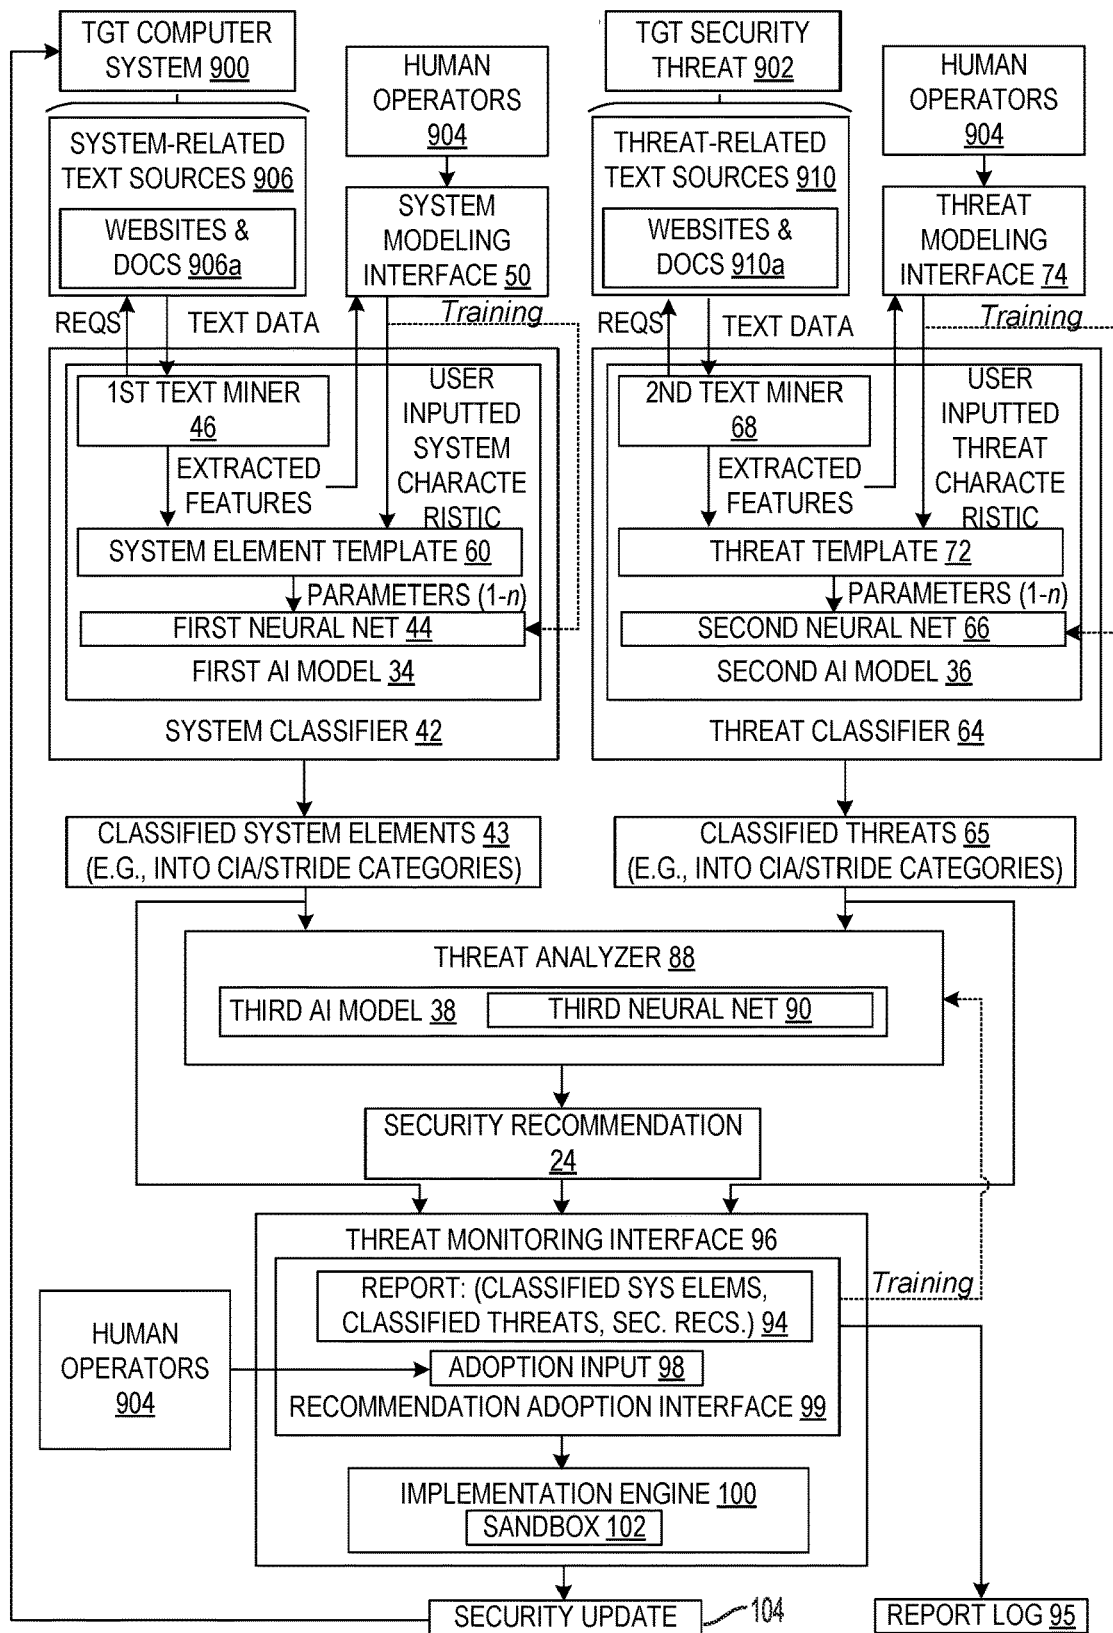 TGT COMPUTER
SYSTEM 900
HUMAN
OPERATORS
904
TGT SECURITY
THREAT 902
HUMAN
OPERATORS
904
SYSTEM-RELATED
TEXT SOURCES 906
WEBSITES &
DOCS 906a
SYSTEM
MODELING
INTERFACE 50
THREAT-RELATED
TEXT SOURCES 910
WEBSITES &
DOCS 910a
THREAT
MODELING
INTERFACE 74
REQS
TEXT DATA
Training
REQS
TEXT DATA
Training
1ST TEXT MINER
46
USER
INPUTTED
SYSTEM
CHARACTE
RISTIC
EXTRACTED
FEATURES
2ND TEXT MINER
68
USER
INPUTTED
THREAT
CHARACTE
RISTIC
EXTRACTED
FEATURES
SYSTEM ELEMENT TEMPLATE 60
PARAMETERS (1-n)
FIRST NEURAL NET 44
FIRST AI MODEL 34
SYSTEM CLASSIFIER 42
THREAT TEMPLATE 72
PARAMETERS (1-n)
SECOND NEURAL NET 66
SECOND AI MODEL 36
THREAT CLASSIFIER 64
CLASSIFIED SYSTEM ELEMENTS 43
(E.G., INTO CIA/STRIDE CATEGORIES)
CLASSIFIED THREATS 65
(E.G., INTO CIA/STRIDE CATEGORIES)
THREAT ANALYZER 88
THIRD AI MODEL 38
THIRD NEURAL NET 90
SECURITY RECOMMENDATION
24
THREAT MONITORING INTERFACE 96
REPORT: (CLASSIFIED SYS ELEMS,
CLASSIFIED THREATS, SEC. RECS.) 94
Training
HUMAN
OPERATORS
904
ADOPTION INPUT 98
RECOMMENDATION ADOPTION INTERFACE 99
IMPLEMENTATION ENGINE 100
SANDBOX 102
SECURITY UPDATE
104
REPORT LOG 95